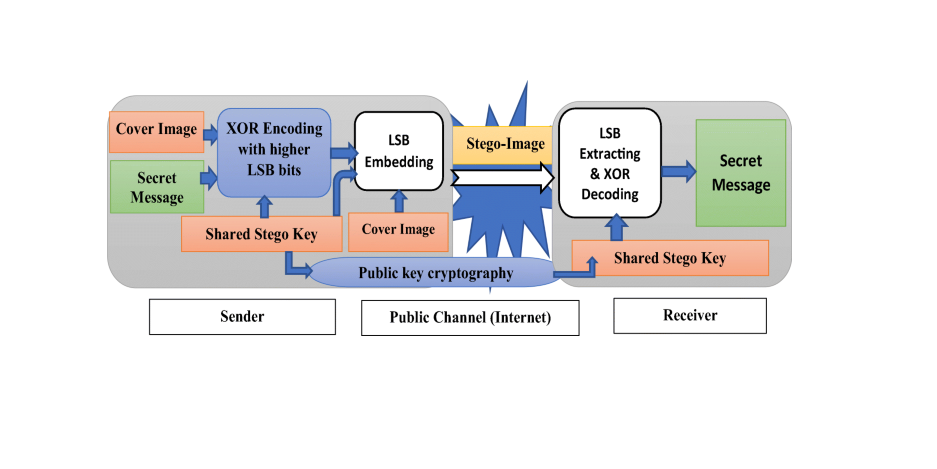 Cover Image
XOR Encoding
with higher
LSB bits
Secret
Message
LSB
Embedding
Shared Stego Key
Cover Image
Stego-Image
Public key cryptography
LSB
Extracting
& XOR
Decoding
Secret
Message
Shared Stego Key
Sender
Public Channel (Internet)
Receiver